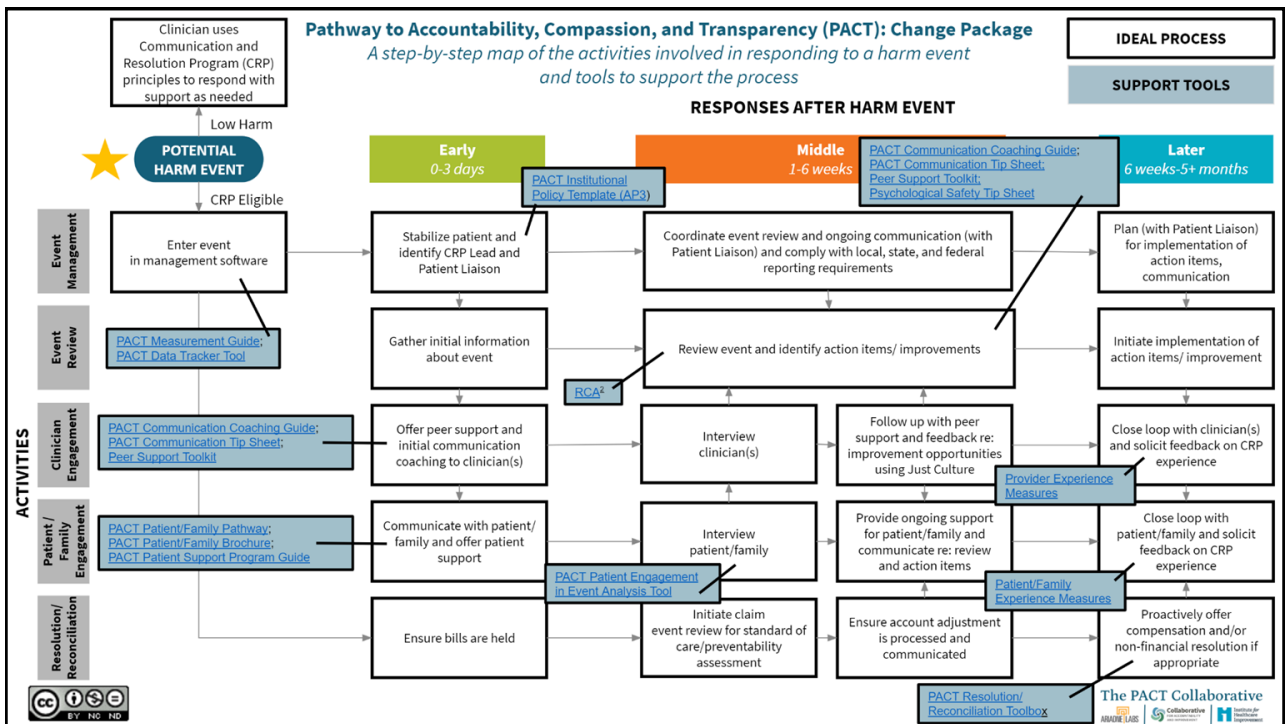 Pathway to Accountability, Compassion, and Transparency (PACT): Change Package
A step-by-step map of the activities involved in responding to a harm event
and tools to support the process
IDEAL PROCESS
SUPPORT TOOLS
Clinician uses
Communication and
Resolution Program (CRP)
principles to respond with
support as needed
Low Harm
POTENTIAL
HARM EVENT
CRP Eligible
RESPONSES AFTER HARM EVENT
Early
0-3 days
Middle
1-6 weeks
Later
6 weeks-5+ months
PACT Institutional
Policy Template (AP3)
PACT Communication Coaching Guide;
PACT Communication Tip Sheet;
Peer Support Toolkit;
Psychological Safety Tip Sheet
ACTIVITIES
Event
Management
Enter event
in management software
Stabilize patient and
identify CRP Lead and
Patient Liaison
Coordinate event review and ongoing communication (with
Patient Liaison) and comply with local, state, and federal
reporting requirements
Plan (with Patient Liaison)
for implementation of
action items,
communication
Event
Review
PACT Measurement Guide;
PACT Data Tracker Tool
Gather initial information
about event
Review event and identify action items/ improvements
RCA²
Initiate implementation of
action items/ improvement
Clinician
Engagement
PACT Communication Coaching Guide;
PACT Communication Tip Sheet;
Peer Support Toolkit
Offer peer support and
initial communication
coaching to clinician(s)
Interview
clinician(s)
Follow up with peer
support and feedback re:
improvement opportunities
using Just Culture
Close loop with clinician(s)
and solicit feedback on CRP
experience
Provider Experience
Measures
Patient /
Family
Engagement
PACT Patient/Family Pathway;
PACT Patient/Family Brochure;
PACT Patient Support Program Guide
Communicate with patient/
family and offer patient
support
Interview
patient/family
PACT Patient Engagement
in Event Analysis Tool
Provide ongoing support
for patient/family and
communicate re: review
and action items
Close loop with
patient/family and solicit
feedback on CRP
experience
Patient/Family
Experience Measures
Resolution/
Reconciliation
Ensure bills are held
Initiate claim
event review for standard of
care/preventability
assessment
Ensure account adjustment
is processed and
communicated
Proactively offer
compensation and/or
non-financial resolution if
appropriate
PACT Resolution/
Reconciliation Toolbox
cc
BY NC ND
The PACT Collaborative
ARIADNE LABS
Collaborative
Institute for
Healthcare
Improvement